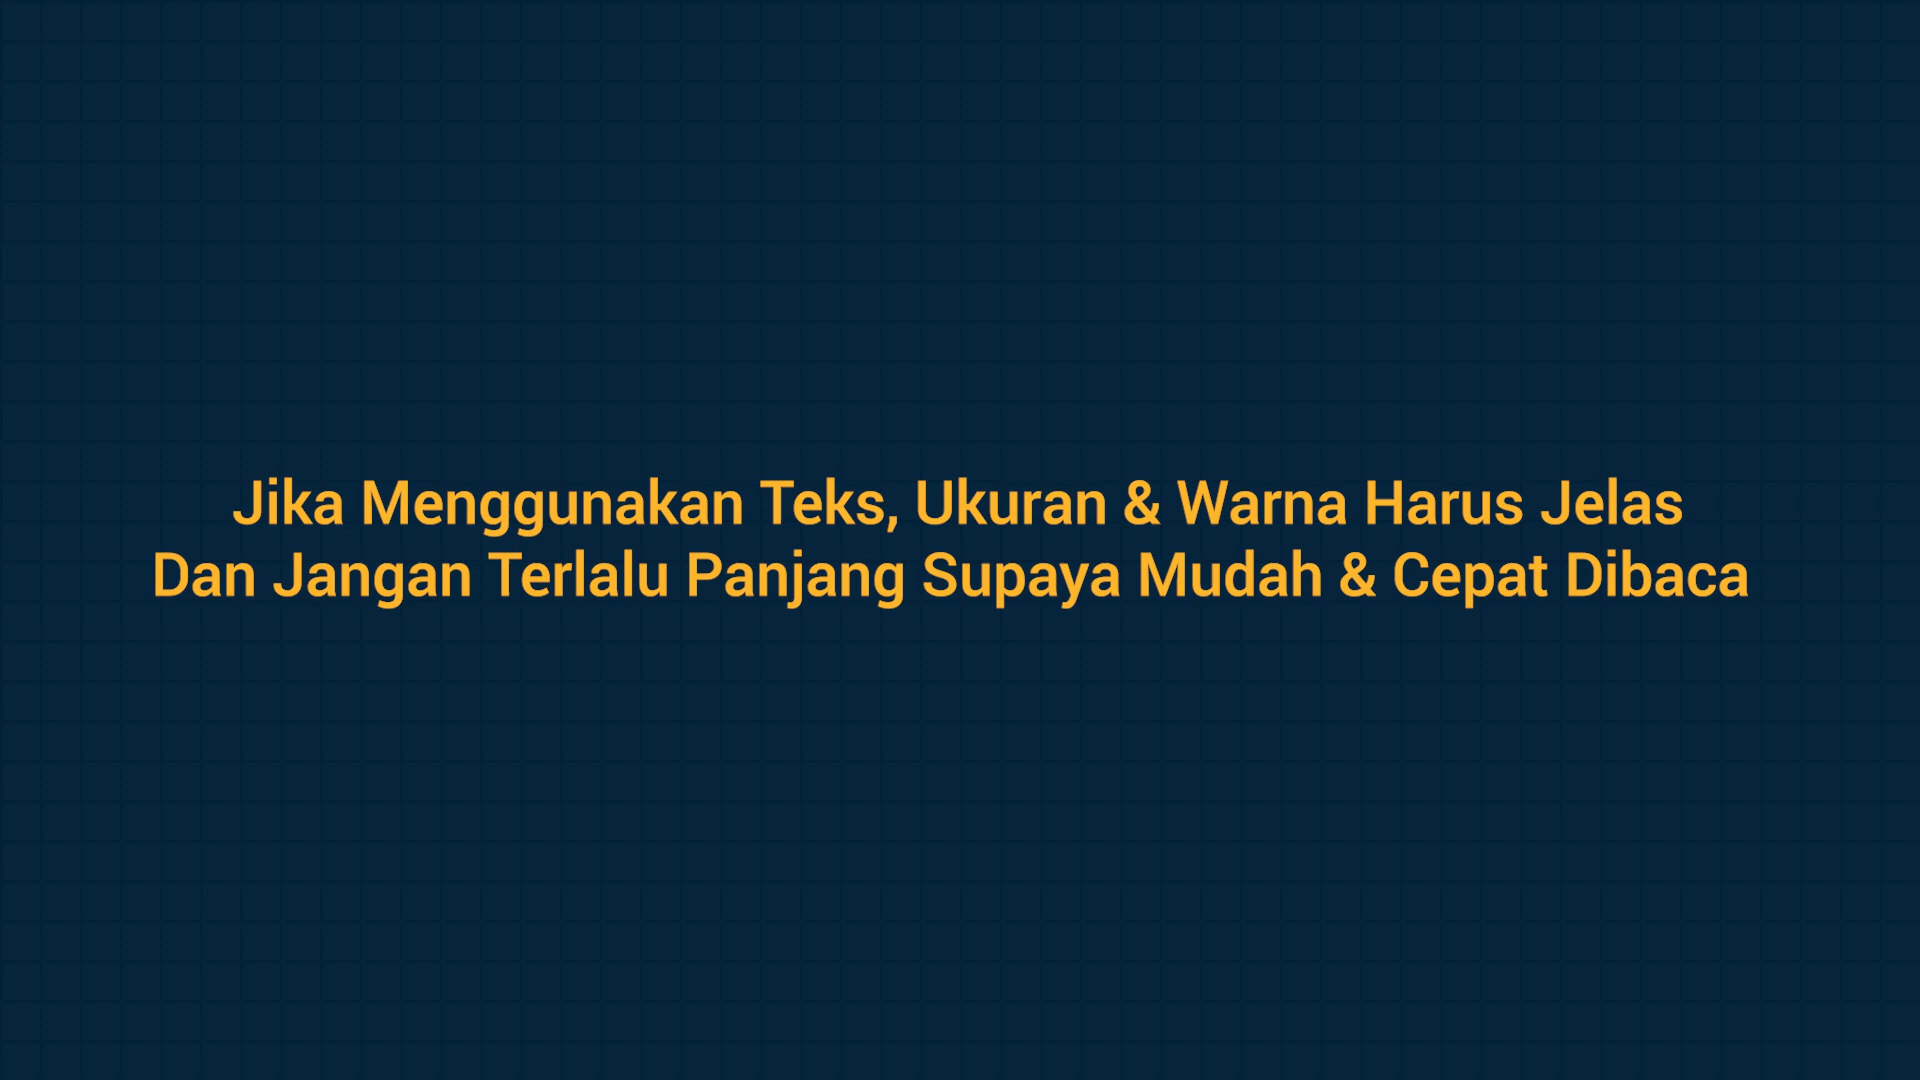 Jika Menggunakan Teks, Ukuran & Warna Harus Jelas
Dan Jangan Terlalu Panjang Supaya Mudah & Cepat Dibaca